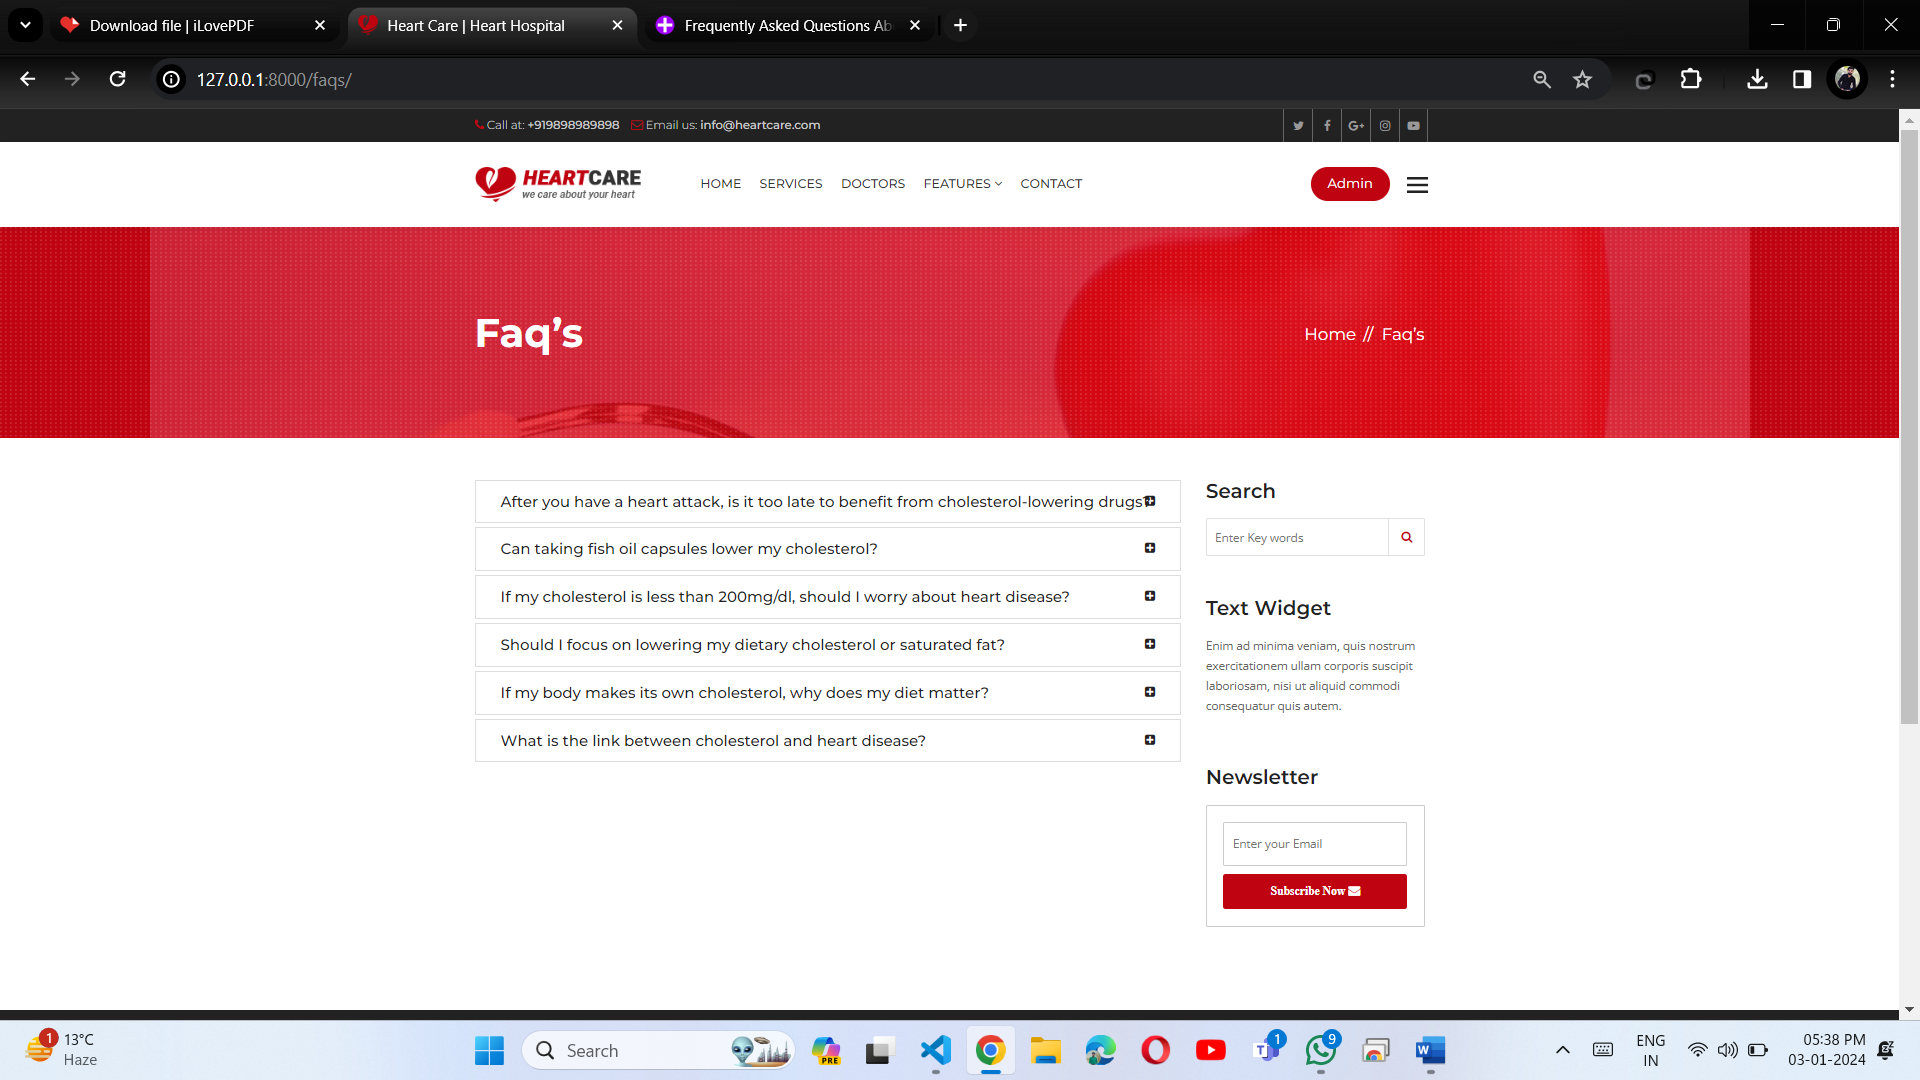 Download file | iLovePDF
Heart Care | Heart Hospital
Frequently Asked Questions Ab
127.0.0.1:8000/faqs/
Call at: +919898989898 Email us: info@heartcare.com
HEARTCARE
we care about your heart
HOME SERVICES DOCTORS FEATURES CONTACT
Admin
Faq's
Home // Faq's
After you have a heart attack, is it too late to benefit from cholesterol-lowering drugs?
Can taking fish oil capsules lower my cholesterol?
If my cholesterol is less than 200mg/dl, should I worry about heart disease?
Should I focus on lowering my dietary cholesterol or saturated fat?
If my body makes its own cholesterol, why does my diet matter?
What is the link between cholesterol and heart disease?
Search
Enter Key words
Text Widget
Enim ad minima veniam, quis nostrum
exercitationem ullam corporis suscipit
laboriosam, nisi ut aliquid commodi
consequatur quis autem.
Newsletter
Enter your Email
Subscribe Now
1
13°C
Haze
Search
PRE
1
9
ENG
IN
05:38 PM
03-01-2024